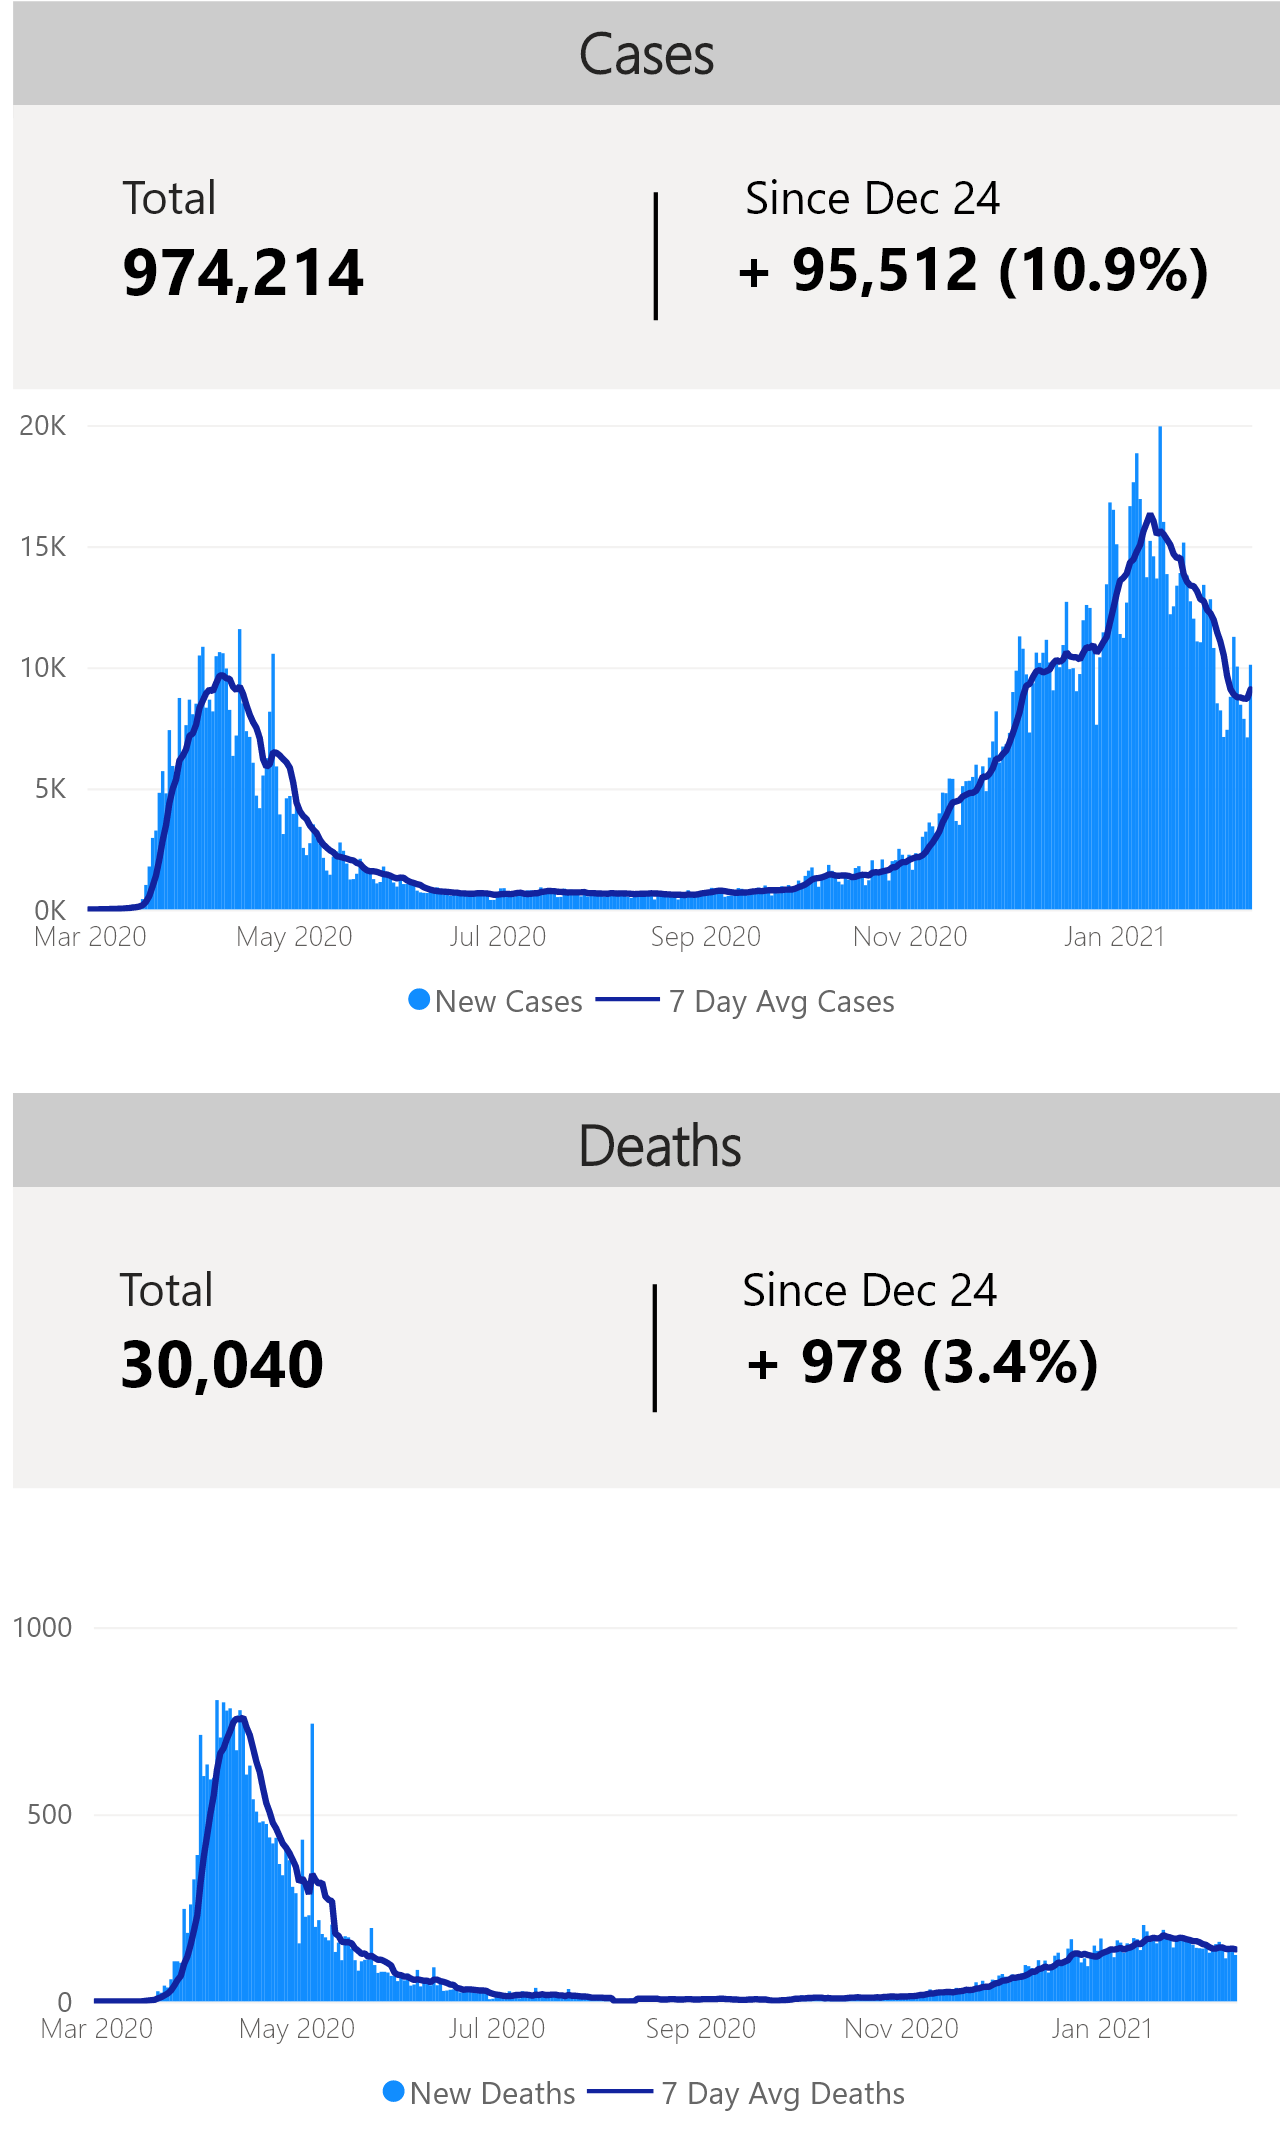 Cases
Total
Since Dec 24
974,214
+ 95,512 (10.9%)
20K
15K
10K
5K
0K
Mar 2020 May 2020 Jul 2020 Sep 2020 Nov 2020 Jan 2021
New Cases 7 Day Avg Cases
Deaths
Total
Since Dec 24
30,040
+ 978 (3.4%)
1000
500
0
Mar 2020 May 2020 Jul 2020 Sep 2020 Nov 2020 Jan 2021
New Deaths 7 Day Avg Deaths